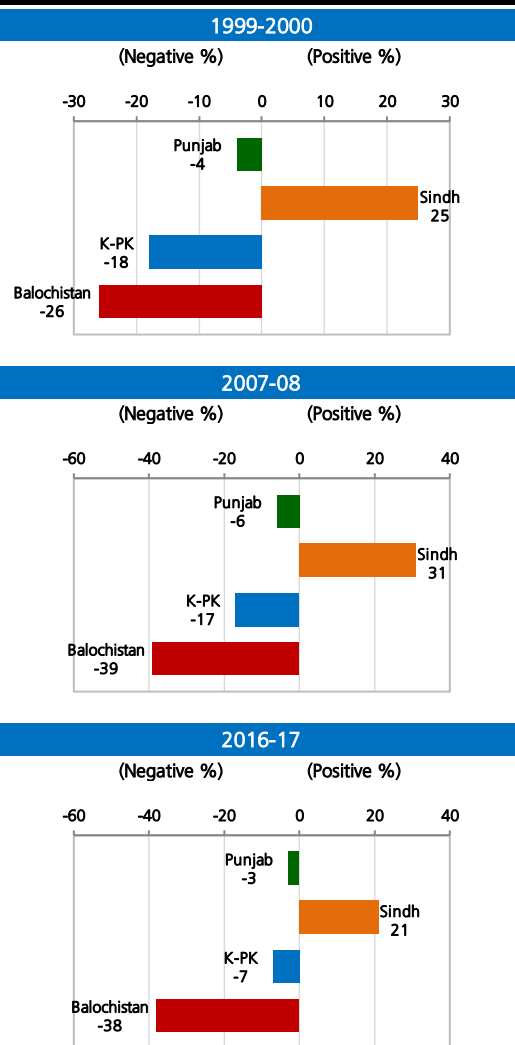 1999-2000
(Negative %) (Positive %)
-30 -20 -10 0 10 20 30
Punjab
-4
Sindh
25
K-PK
-18
Balochistan
-26
2007-08
(Negative %) (Positive %)
-60 -40 -20 0 20 40
Punjab
-6
Sindh
31
K-PK
-17
Balochistan
-39
2016-17
(Negative %) (Positive %)
-60 -40 -20 0 20 40
Punjab
-3
Sindh
21
K-PK
-7
Balochistan
-38